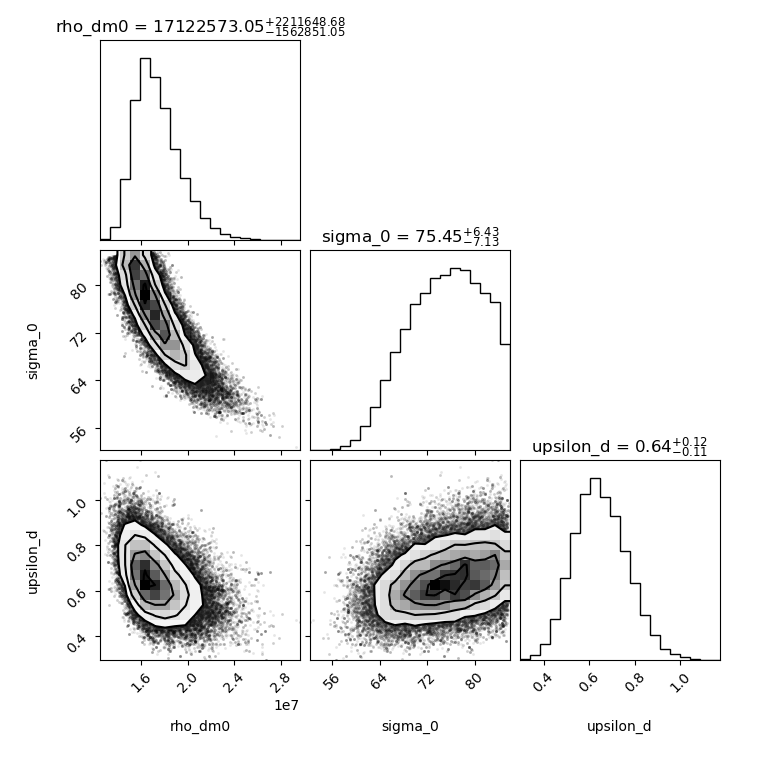 rho_dm0 = 17122573.05+2211648.68
−1562851.05
sigma_0 = 75.45+6.43
−7.13
80
72
64
56
sigma_0
upsilon_d = 0.64+0.12
−0.11
1.0
0.8
0.6
0.4
upsilon_d
1.6 2.0 2.4 2.8
1e7
rho_dm0
56 64 72 80
sigma_0
0.4 0.6 0.8 1.0
upsilon_d